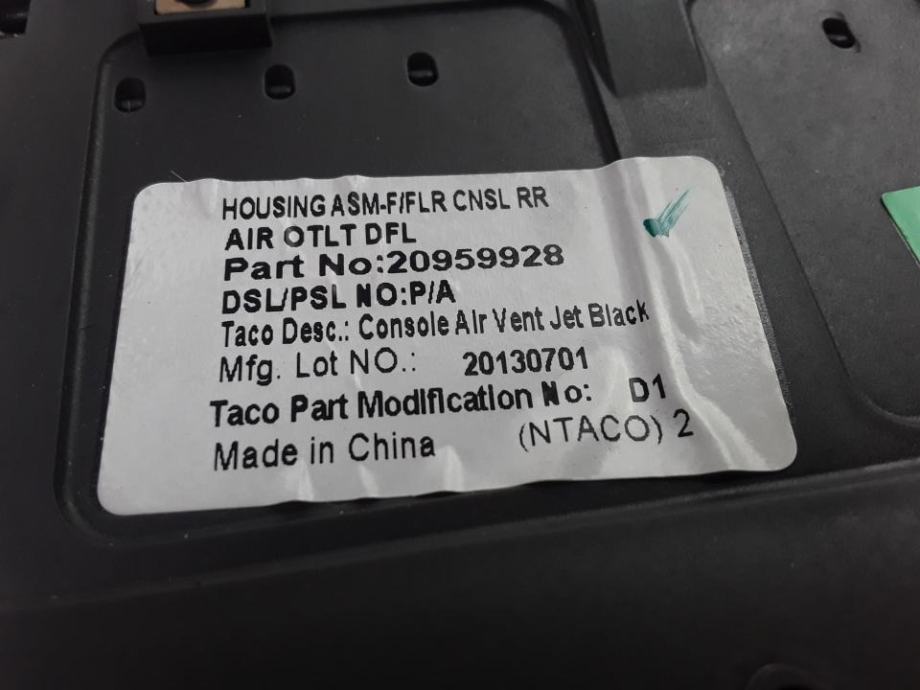 HOUSING ASM-F/FLR CNSL RR
AIR OTLT DFL
Part No:20959928
DSL/PSL NO:P/A
Taco Desc.: Console Air Vent Jet Black
Mfg. Lot NO.: 20130701
Taco Part Modification No: D1
Made in China (NTACO) 2